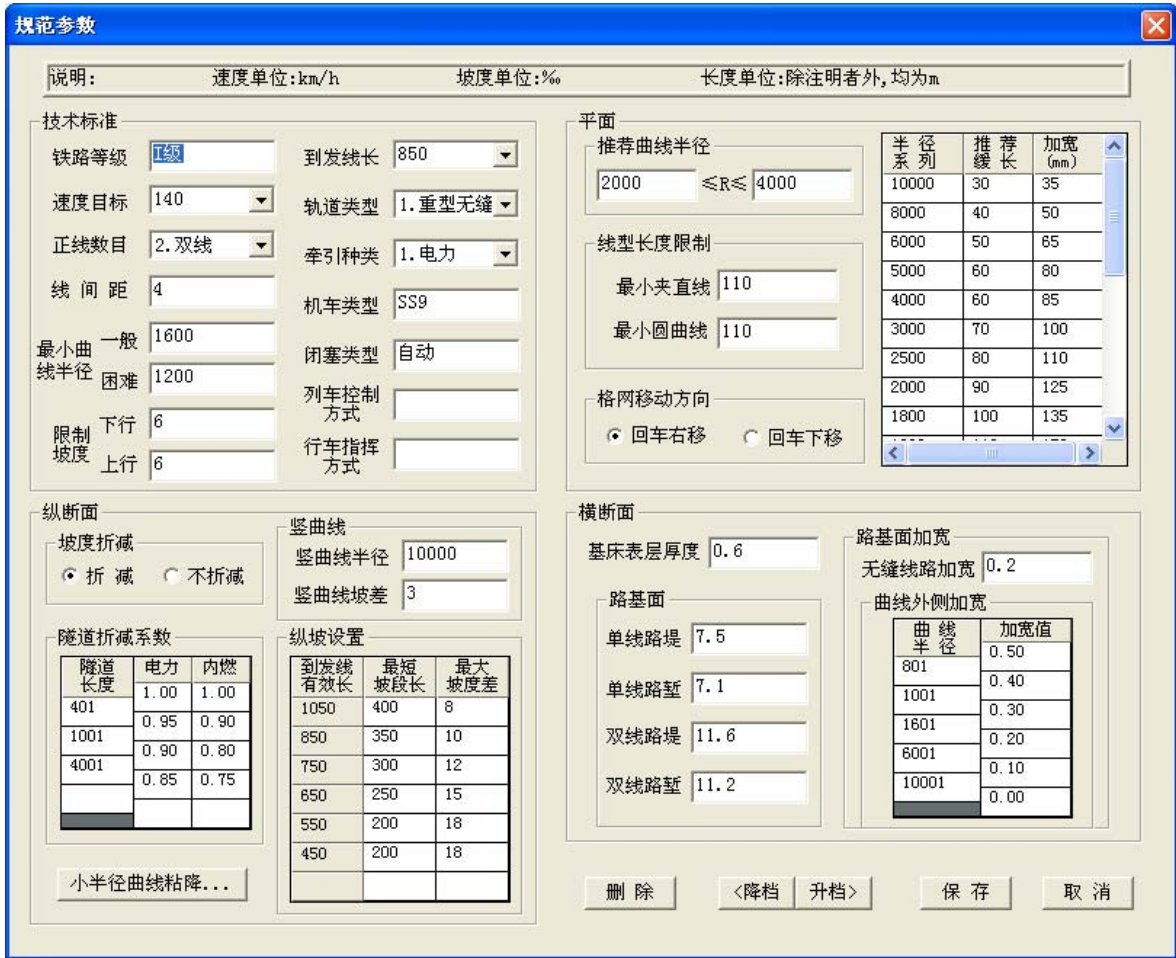 规范参数
说明: 速度单位:km/h 坡度单位:‰ 长度单位:除注明者外,均为m
技术标准
铁路等级 I级
速度目标 140
正线数目 2.双线
线 间 距 4
最小曲线半径
一般 1600
困难 1200
限制坡度
下行 6
上行 6
到发线长 850
轨道类型 1.重型无缝
牵引种类 1.电力
机车类型 SS9
闭塞类型 自动
列车控制方式
行车指挥方式
平面
推荐曲线半径
2000 ≤R≤ 4000
线型长度限制
最小夹直线 110
最小圆曲线 110
格网移动方向
回车右移 回车下移
半 径 系 列 推 荐 缓 长 加宽 (mm)
10000 30 35
8000 40 50
6000 50 65
5000 60 80
4000 60 85
3000 70 100
2500 80 110
2000 90 125
1800 100 135
纵断面
坡度折减
折 减 不折减
竖曲线
竖曲线半径 10000
竖曲线坡差 3
隧道折减系数
隧道长度 电力 内燃
1.00 1.00
401
0.95 0.90
1001
0.90 0.80
4001
0.85 0.75
小半径曲线粘降...
纵坡设置
到发线有效长 最短坡段长 最大坡度差
1050 400 8
850 350 10
750 300 12
650 250 15
550 200 18
450 200 18
横断面
基床表层厚度 0.6
路基面
单线路堤 7.5
单线路堑 7.1
双线路堤 11.6
双线路堑 11.2
路基面加宽
无缝线路加宽 0.2
曲线外侧加宽
曲 线 半 径 加宽值
0.50
801
0.40
1001
0.30
1601
0.20
6001
0.10
10001
0.00
删 除 <降档 升档> 保 存 取 消